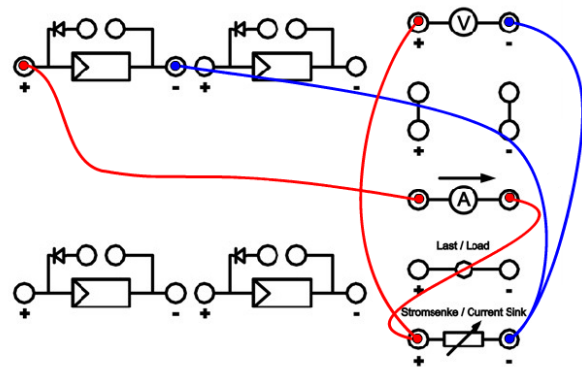 V
+ -
+ - + -
+ -
A
+ -
Last / Load
+ -
+ - + -
Stromsenke / Current Sink
+ -